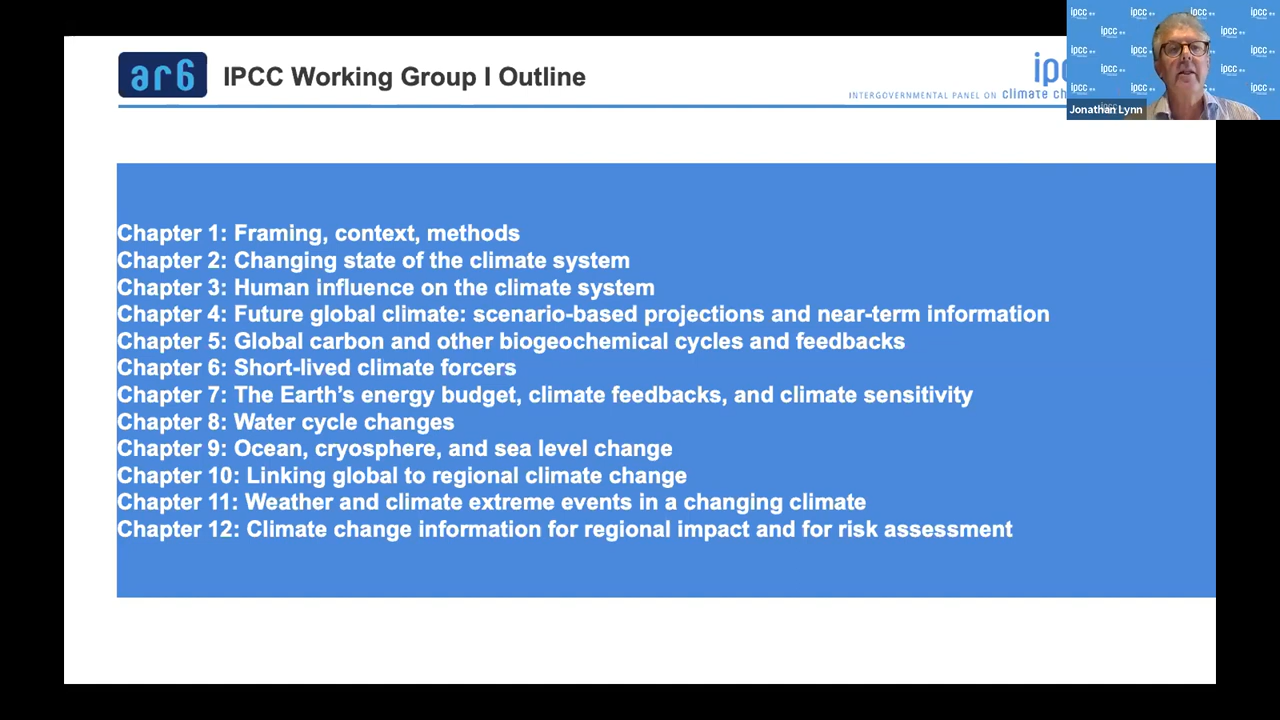 ar6
IPCC Working Group I Outline
INTERGOVERNMENTAL PANEL ON climate
Jonathan Lynn
Chapter 1: Framing, context, methods
Chapter 2: Changing state of the climate system
Chapter 3: Human influence on the climate system
Chapter 4: Future global climate: scenario-based projections and near-term information
Chapter 5: Global carbon and other biogeochemical cycles and feedbacks
Chapter 6: Short-lived climate forcers
Chapter 7: The Earth’s energy budget, climate feedbacks, and climate sensitivity
Chapter 8: Water cycle changes
Chapter 9: Ocean, cryosphere, and sea level change
Chapter 10: Linking global to regional climate change
Chapter 11: Weather and climate extreme events in a changing climate
Chapter 12: Climate change information for regional impact and for risk assessment